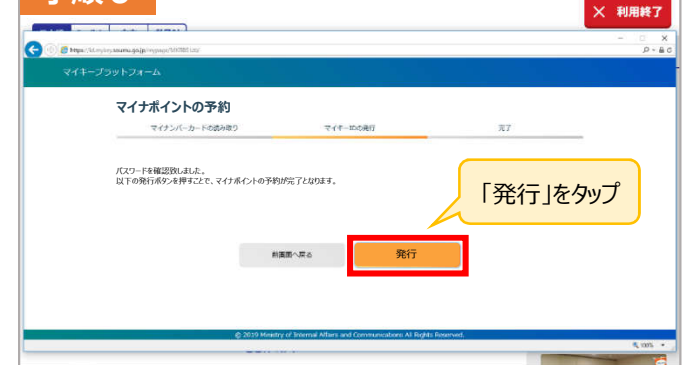 利用終了
マイキープラットフォーム
マイナポイントの予約
マイナンバーカードの読み取り
マイキーIDの発行
完了
パスワードを確認致しました。
以下の発行ボタンを押すことで、マイナポイントの予約が完了となります。
「発行」をタップ
前画面へ戻る
発行
© 2019 Ministry of Internal Affairs and Communications All Rights Reserved.
100%